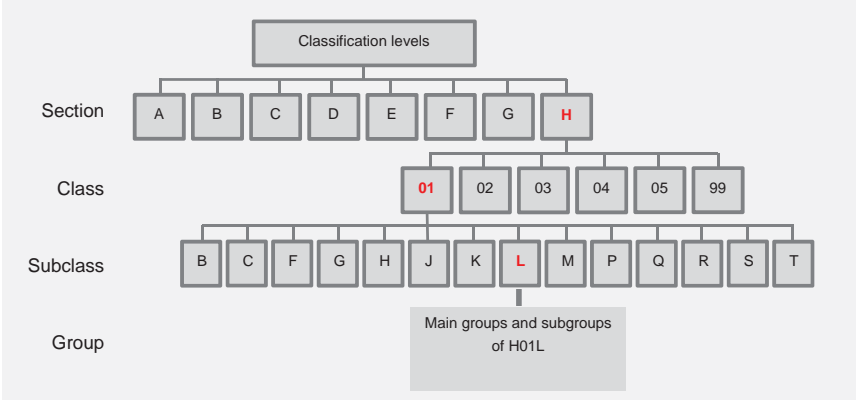 Classification levels
Section A B C D E F G H
Class 01 02 03 04 05 99
Subclass B C F G H J K L M P Q R S T
Group
Main groups and subgroups
of H01L